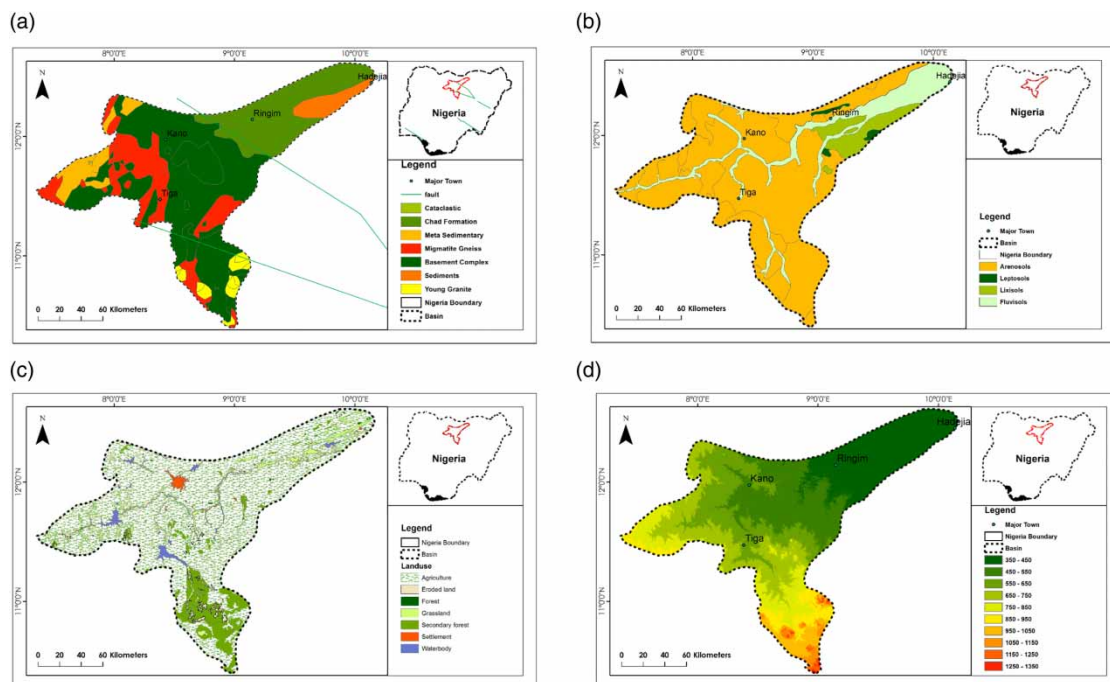 (a)
8°0'0"E 9°0'0"E 10°0'0"E
N
Hadejia
Ringim
12°0'0"N
Kano
Tiga
11°0'0"N
0 20 40 60 Kilometers
Nigeria
Legend
Major Town
fault
Cataclastic
Chad Formation
Meta Sedimentary
Migmatite Gneiss
Basement Complex
Sediments
Young Granite
Nigeria Boundary
Basin
(b)
8°0'0"E 9°0'0"E 10°0'0"E
N
Hadejia
Ringim
12°0'0"N
Kano
Tiga
11°0'0"N
0 20 40 60 Kilometers
Nigeria
Legend
Major Town
Basin
Nigeria Boundary
Arenosols
Leptosols
Lixisols
Fluvisols
(c)
8°0'0"E 9°0'0"E 10°0'0"E
N
12°0'0"N
11°0'0"N
0 20 40 60 Kilometers
Nigeria
Legend
Nigeria Boundary
Basin
Landuse
Agriculture
Eroded land
Forest
Grassland
Secondary forest
Settlement
Waterbody
(d)
8°0'0"E 9°0'0"E 10°0'0"E
N
Hadejia
Ringim
12°0'0"N
Kano
Tiga
11°0'0"N
0 20 40 60 Kilometers
Nigeria
Legend
Major Town
Nigeria Boundary
Basin
350 - 450
450 - 550
550 - 650
650 - 750
750 - 850
850 - 950
950 - 1050
1050 - 1150
1150 - 1250
1250 - 1350